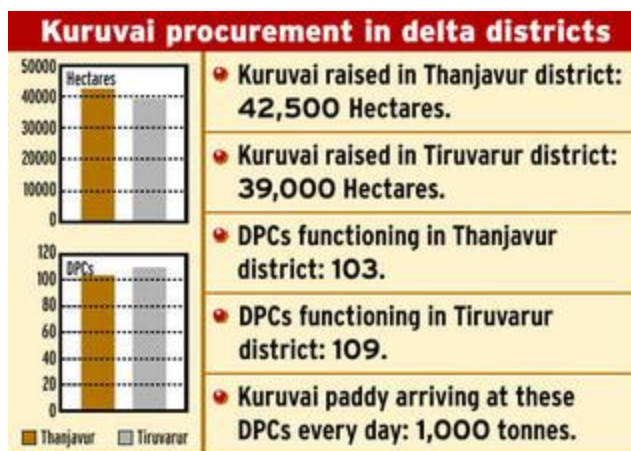 Kuruvai procurement in delta districts
50000
Hectares
40000
30000
20000
10000
0
120
DPCs
100
80
60
40
20
0
Thanjavur Tiruvarur
Kuruvai raised in Thanjavur district:
42,500 Hectares.
Kuruvai raised in Tiruvarur district:
39,000 Hectares.
DPCs functioning in Thanjavur
district: 103.
DPCs functioning in Tiruvarur
district: 109.
Kuruvai paddy arriving at these
DPCs every day: 1,000 tonnes.